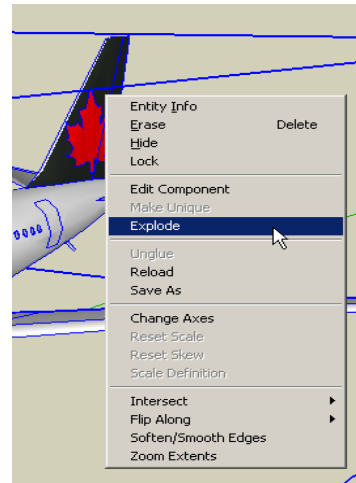 Entity Info
Erase Delete
Hide
Lock
Edit Component
Make Unique
Explode
Unglue
Reload
Save As
Change Axes
Reset Scale
Reset Skew
Scale Definition
Intersect
Flip Along
Soften/Smooth Edges
Zoom Extents